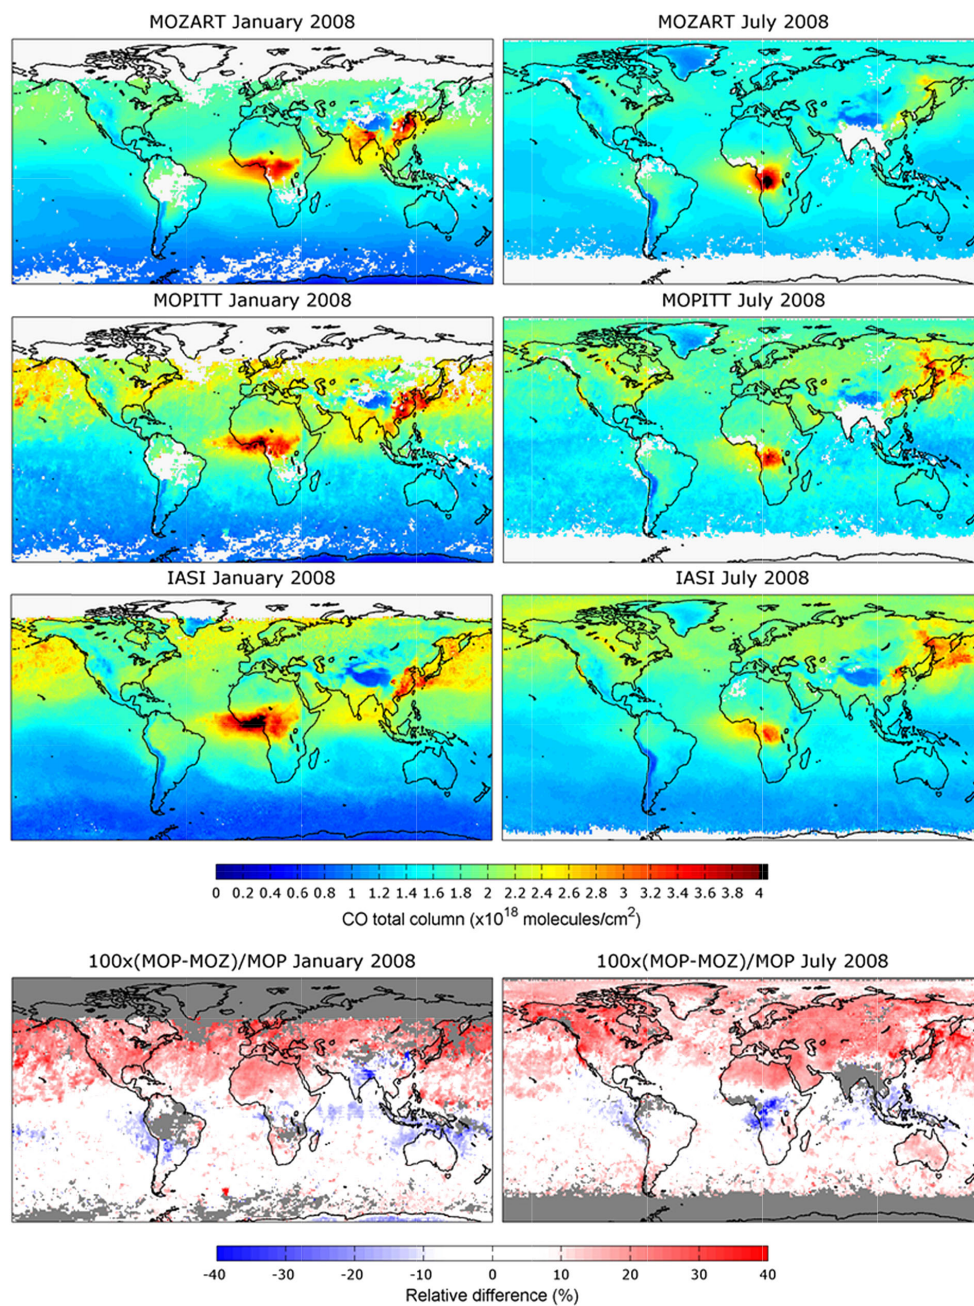 MOZART January 2008
MOZART July 2008
MOPITT January 2008
MOPITT July 2008
IASI January 2008
IASI July 2008
0 0.2 0.4 0.6 0.8 1 1.2 1.4 1.6 1.8 2 2.2 2.4 2.6 2.8 3 3.2 3.4 3.6 3.8 4
CO total column (x10¹⁸ molecules/cm²)
100x(MOP-MOZ)/MOP January 2008
100x(MOP-MOZ)/MOP July 2008
-40 -30 -20 -10 0 10 20 30 40
Relative difference (%)